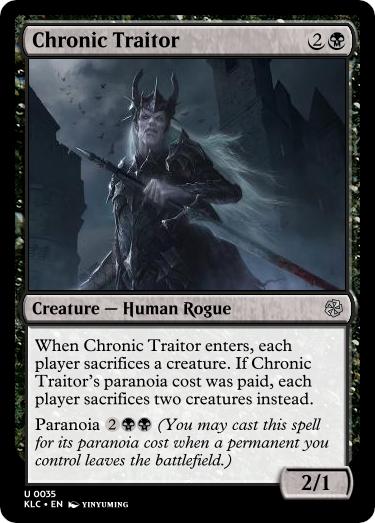 Chronic Traitor 2
Creature — Human Rogue
When Chronic Traitor enters, each
player sacrifices a creature. If Chronic
Traitor's paranoia cost was paid, each
player sacrifices two creatures instead.
Paranoia 2 (You may cast this spell
for its paranoia cost when a permanent you
control leaves the battlefield.)
2/1
U 0035
KLC • EN YINYUMING